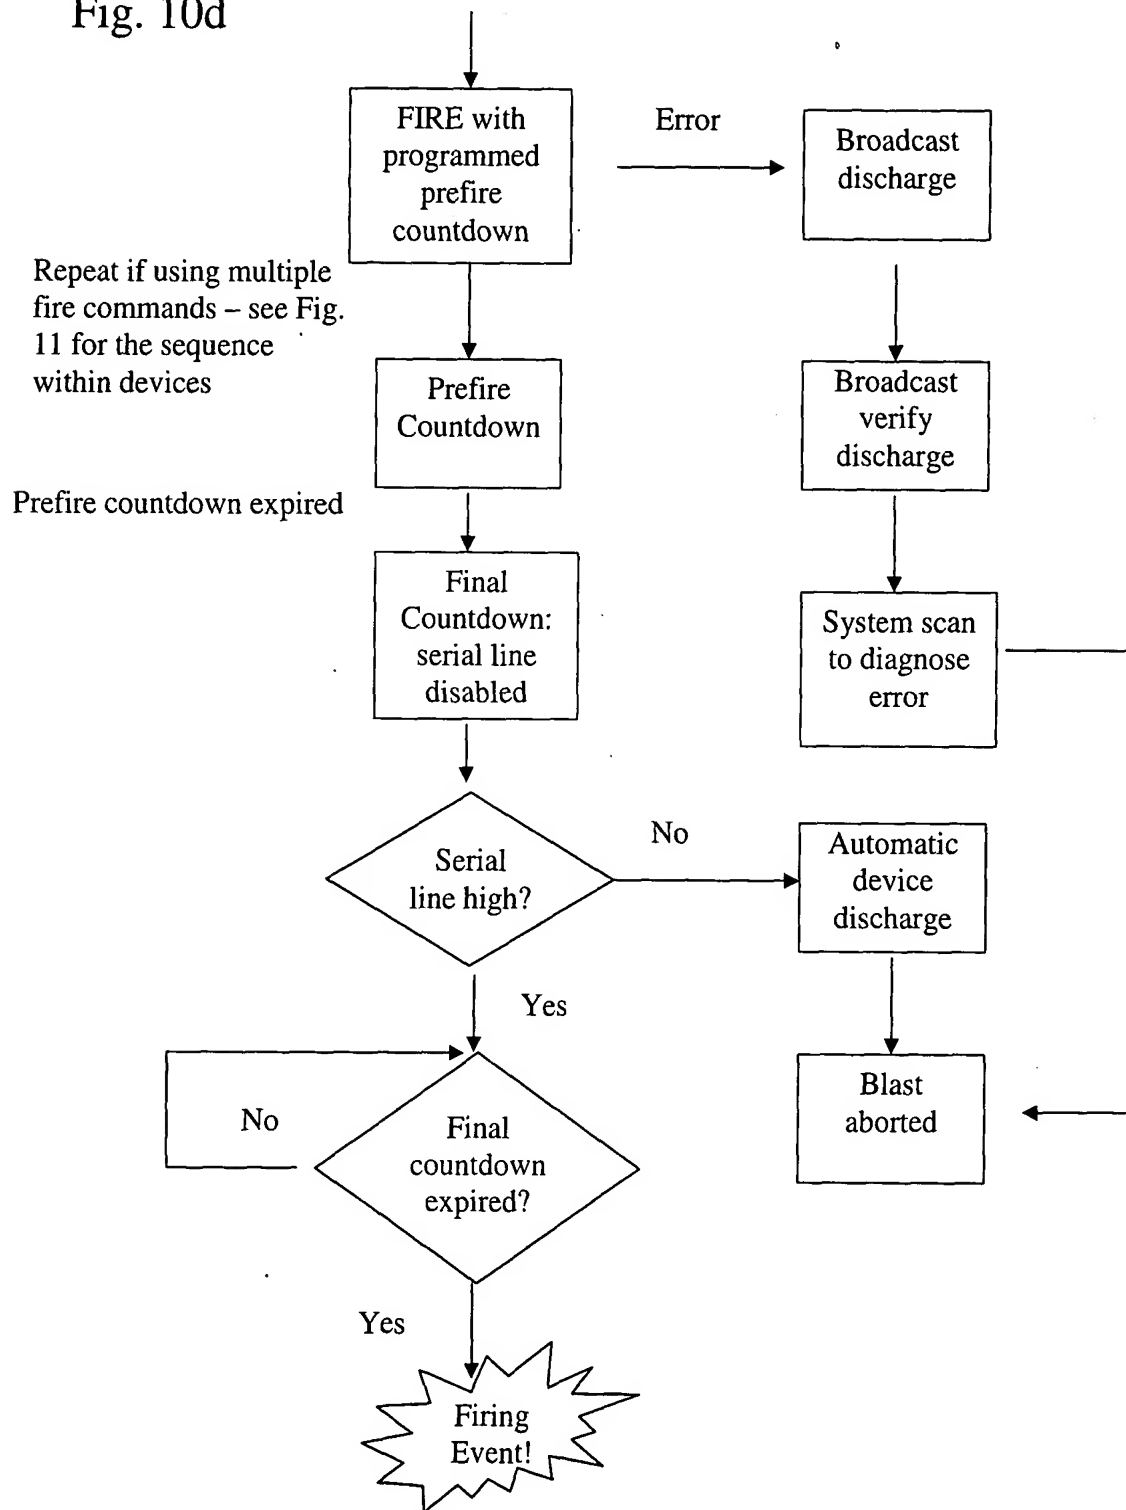 Fig. 10d
FIRE with
programmed
prefire
countdown
Error
Broadcast
discharge
Repeat if using multiple
fire commands – see Fig.
11 for the sequence
within devices
Prefire
Countdown
Broadcast
verify
discharge
Prefire countdown expired
Final
Countdown:
serial line
disabled
System scan
to diagnose
error
Serial
line high?
No
Automatic
device
discharge
Yes
No
Final
countdown
expired?
Blast
aborted
Yes
Firing
Event!